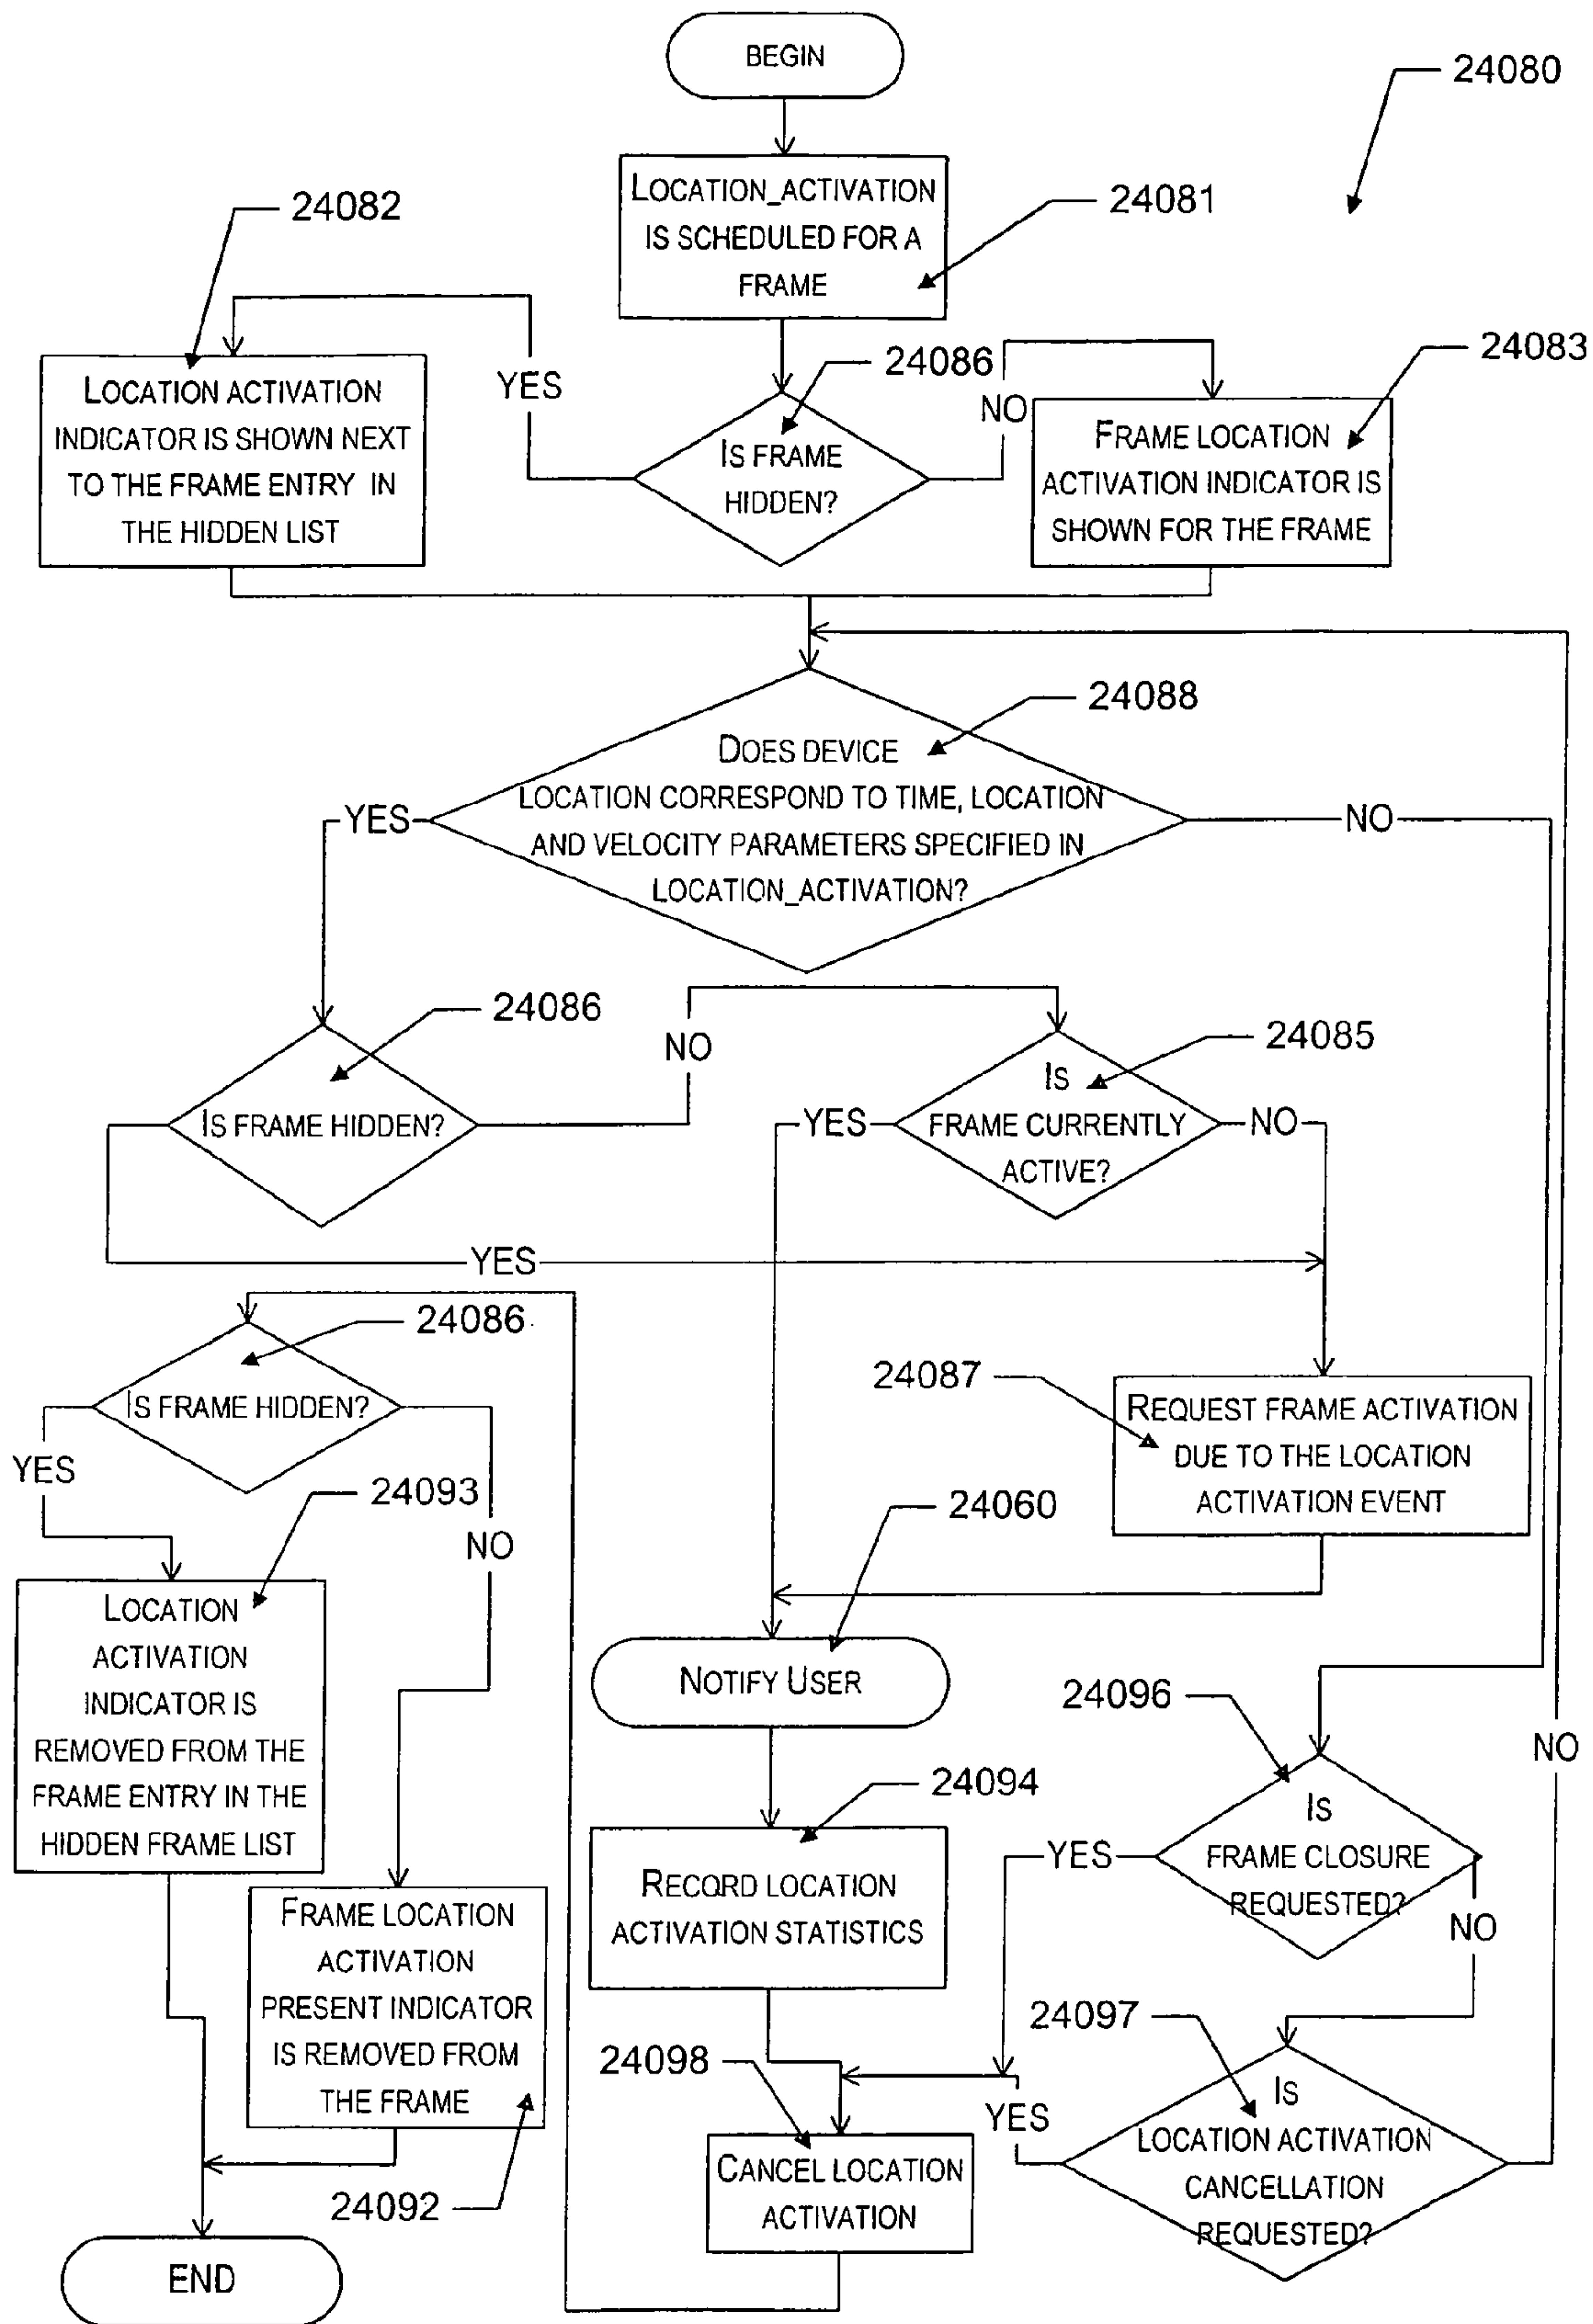 BEGIN
24080
24082
LOCATION_ACTIVATION
IS SCHEDULED FOR A
FRAME
24081
24083
24086
YES
NO
LOCATION ACTIVATION
INDICATOR IS SHOWN NEXT
TO THE FRAME ENTRY IN
THE HIDDEN LIST
IS FRAME
HIDDEN?
FRAME LOCATION
ACTIVATION INDICATOR IS
SHOWN FOR THE FRAME
24088
DOES DEVICE
LOCATION CORRESPOND TO TIME, LOCATION
AND VELOCITY PARAMETERS SPECIFIED IN
LOCATION_ACTIVATION?
YES
NO
24086
NO
24085
IS FRAME HIDDEN?
YES
IS
FRAME CURRENTLY
ACTIVE?
NO
YES
24086
IS FRAME HIDDEN?
24087
REQUEST FRAME ACTIVATION
DUE TO THE LOCATION
ACTIVATION EVENT
YES
24093
NO
24060
LOCATION
ACTIVATION
INDICATOR IS
REMOVED FROM THE
FRAME ENTRY IN THE
HIDDEN FRAME LIST
NOTIFY USER
24096
NO
24094
IS
FRAME CLOSURE
REQUESTED?
YES
NO
RECORD LOCATION
ACTIVATION STATISTICS
FRAME LOCATION
ACTIVATION
PRESENT INDICATOR
IS REMOVED FROM
THE FRAME
24092
24097
24098
YES
IS
LOCATION ACTIVATION
CANCELLATION
REQUESTED?
CANCEL LOCATION
ACTIVATION
END